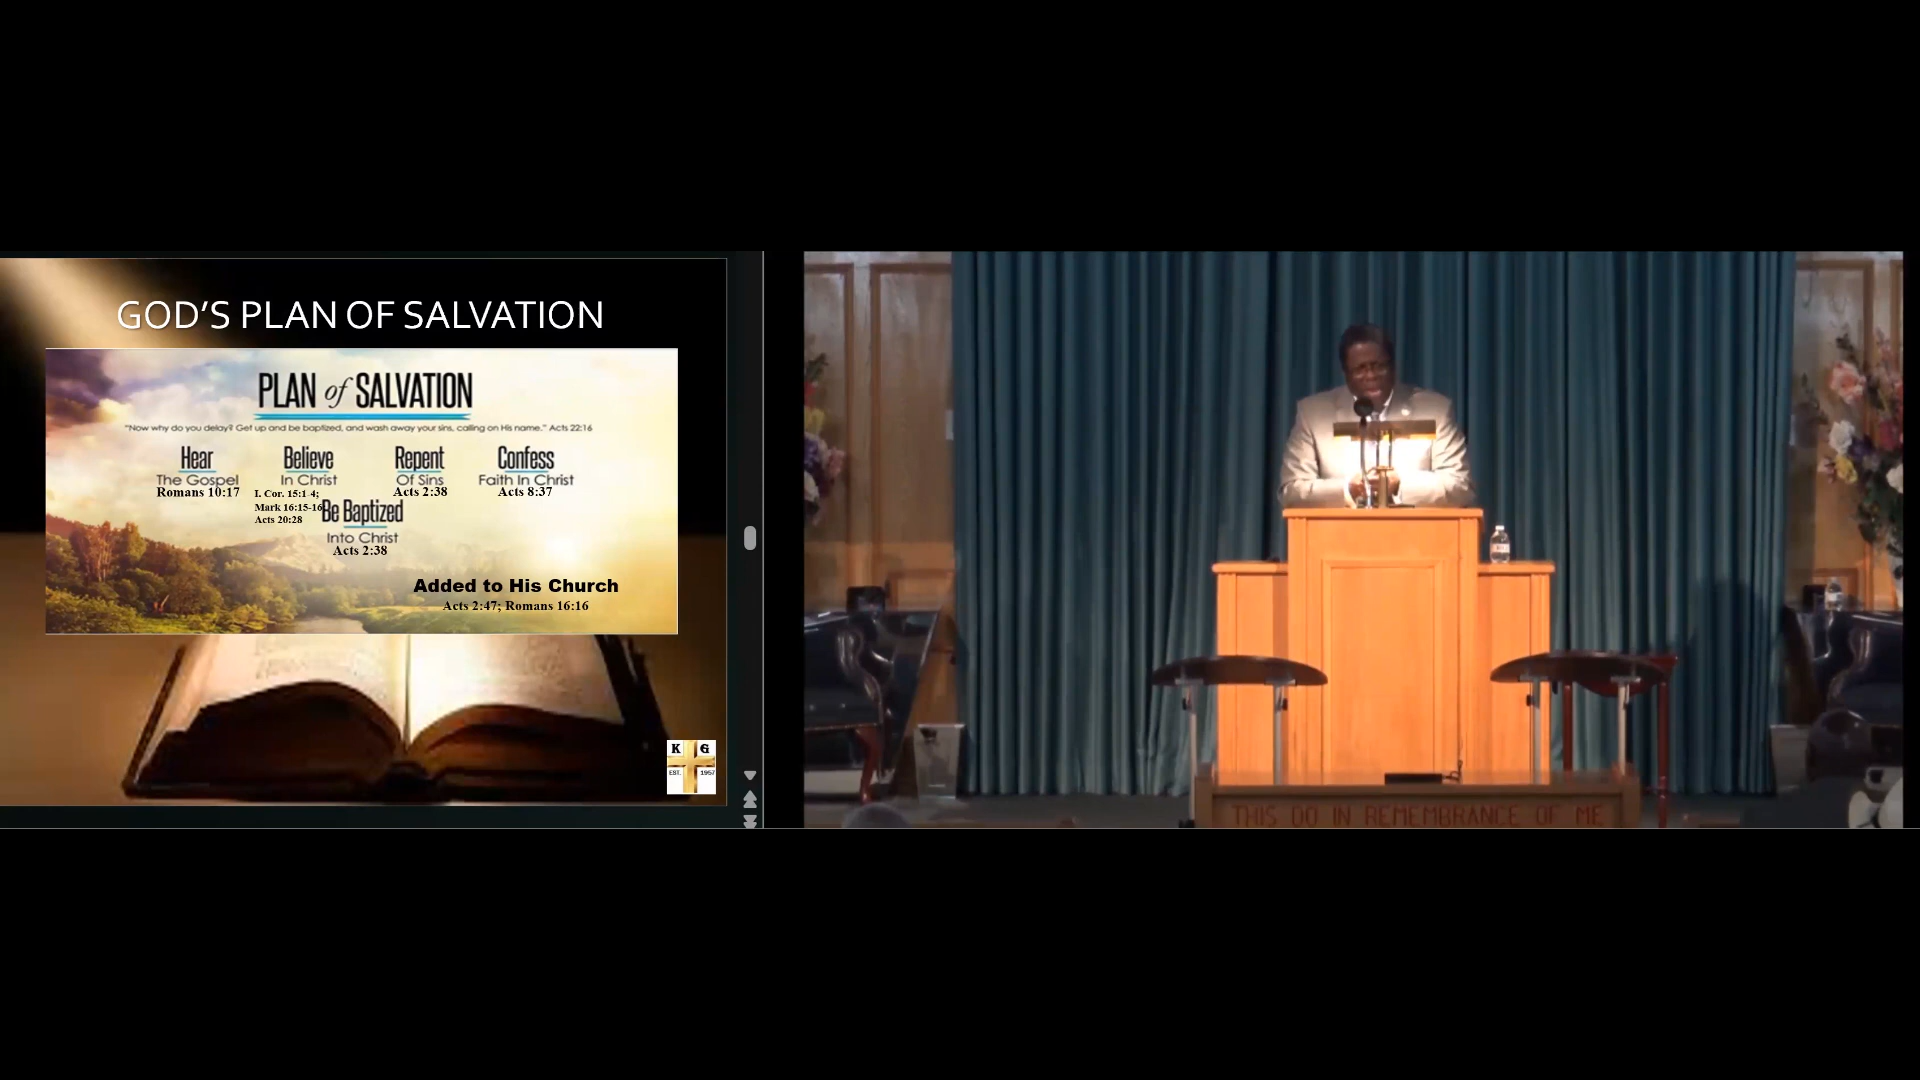 GOD'S PLAN OF SALVATION
PLAN of SALVATION
"Now why do you delay? Get up and be baptized, and wash away your sins, calling on His name." Acts 22:16
Hear
The Gospel
Romans 10:17
Believe
In Christ
I. Cor. 15:1-4;
Mark 16:15-16
Acts 20:28
Repent
Of Sins
Acts 2:38
Confess
Faith In Christ
Acts 8:37
Be Baptized
Into Christ
Acts 2:38
Added to His Church
Acts 2:47; Romans 16:16
K G
EST. 1957
THIS DO IN REMEMBRANCE OF ME